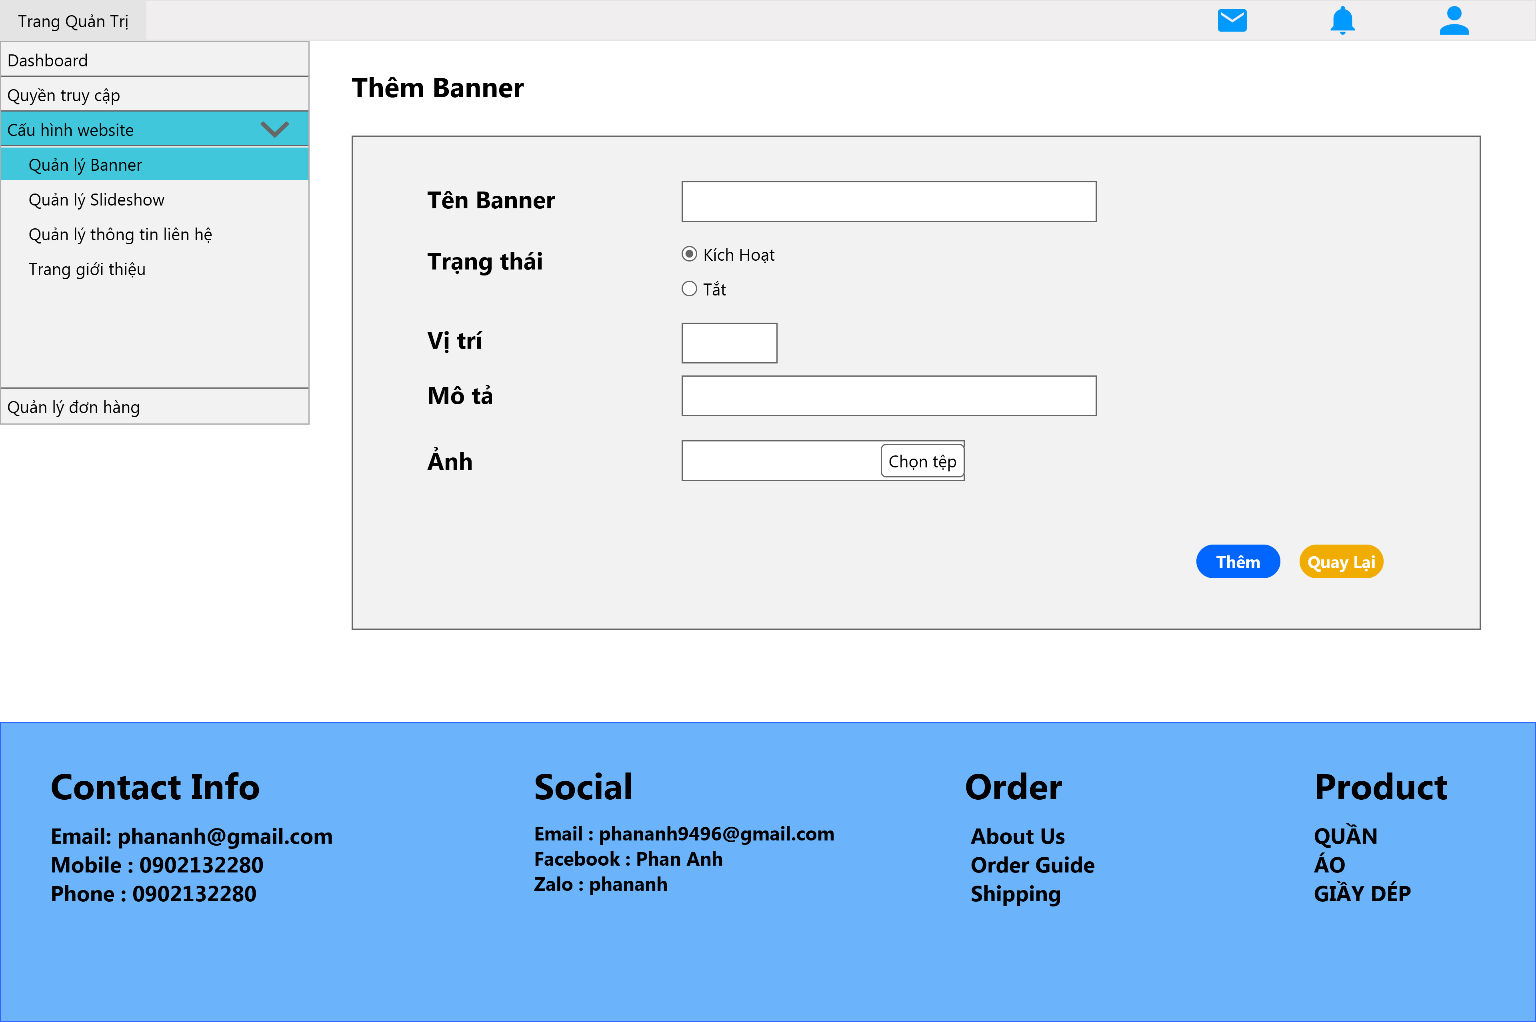 Trang Quản Trị
Dashboard
Quyền truy cập
Cấu hình website
Quản lý Banner
Quản lý Slideshow
Quản lý thông tin liên hệ
Trang giới thiệu
Quản lý đơn hàng
Thêm Banner
Tên Banner
Trạng thái
Kích Hoạt
Tắt
Vị trí
Mô tả
Ảnh
Chọn tệp
Thêm
Quay Lại
Contact Info
Email: phananh@gmail.com
Mobile : 0902132280
Phone : 0902132280
Social
Email : phananh9496@gmail.com
Facebook : Phan Anh
Zalo : phananh
Order
About Us
Order Guide
Shipping
Product
QUẦN
ÁO
GIẦY DÉP